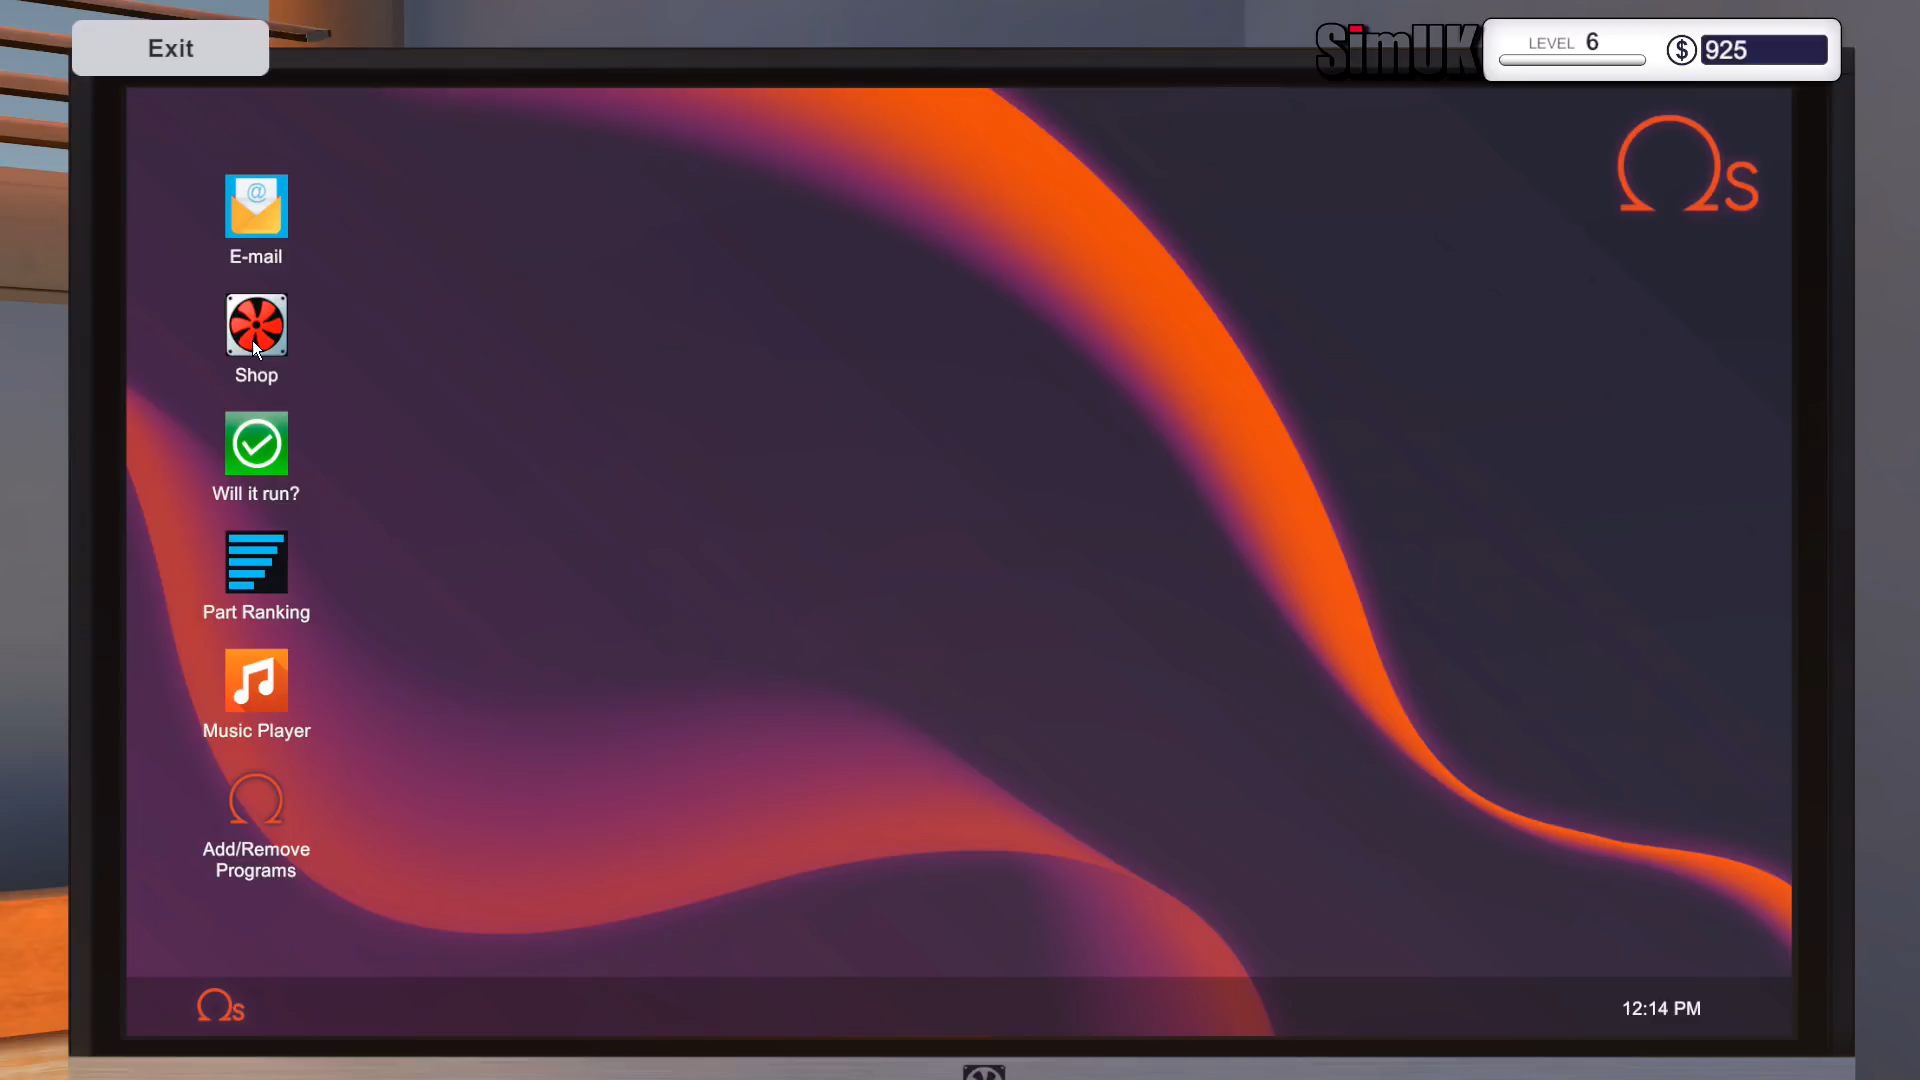 Exit
SimUK
LEVEL 6
$ 925
Ωs
E-mail
Shop
Will it run?
Part Ranking
Music Player
Add/Remove
Programs
Ωs
12:14 PM